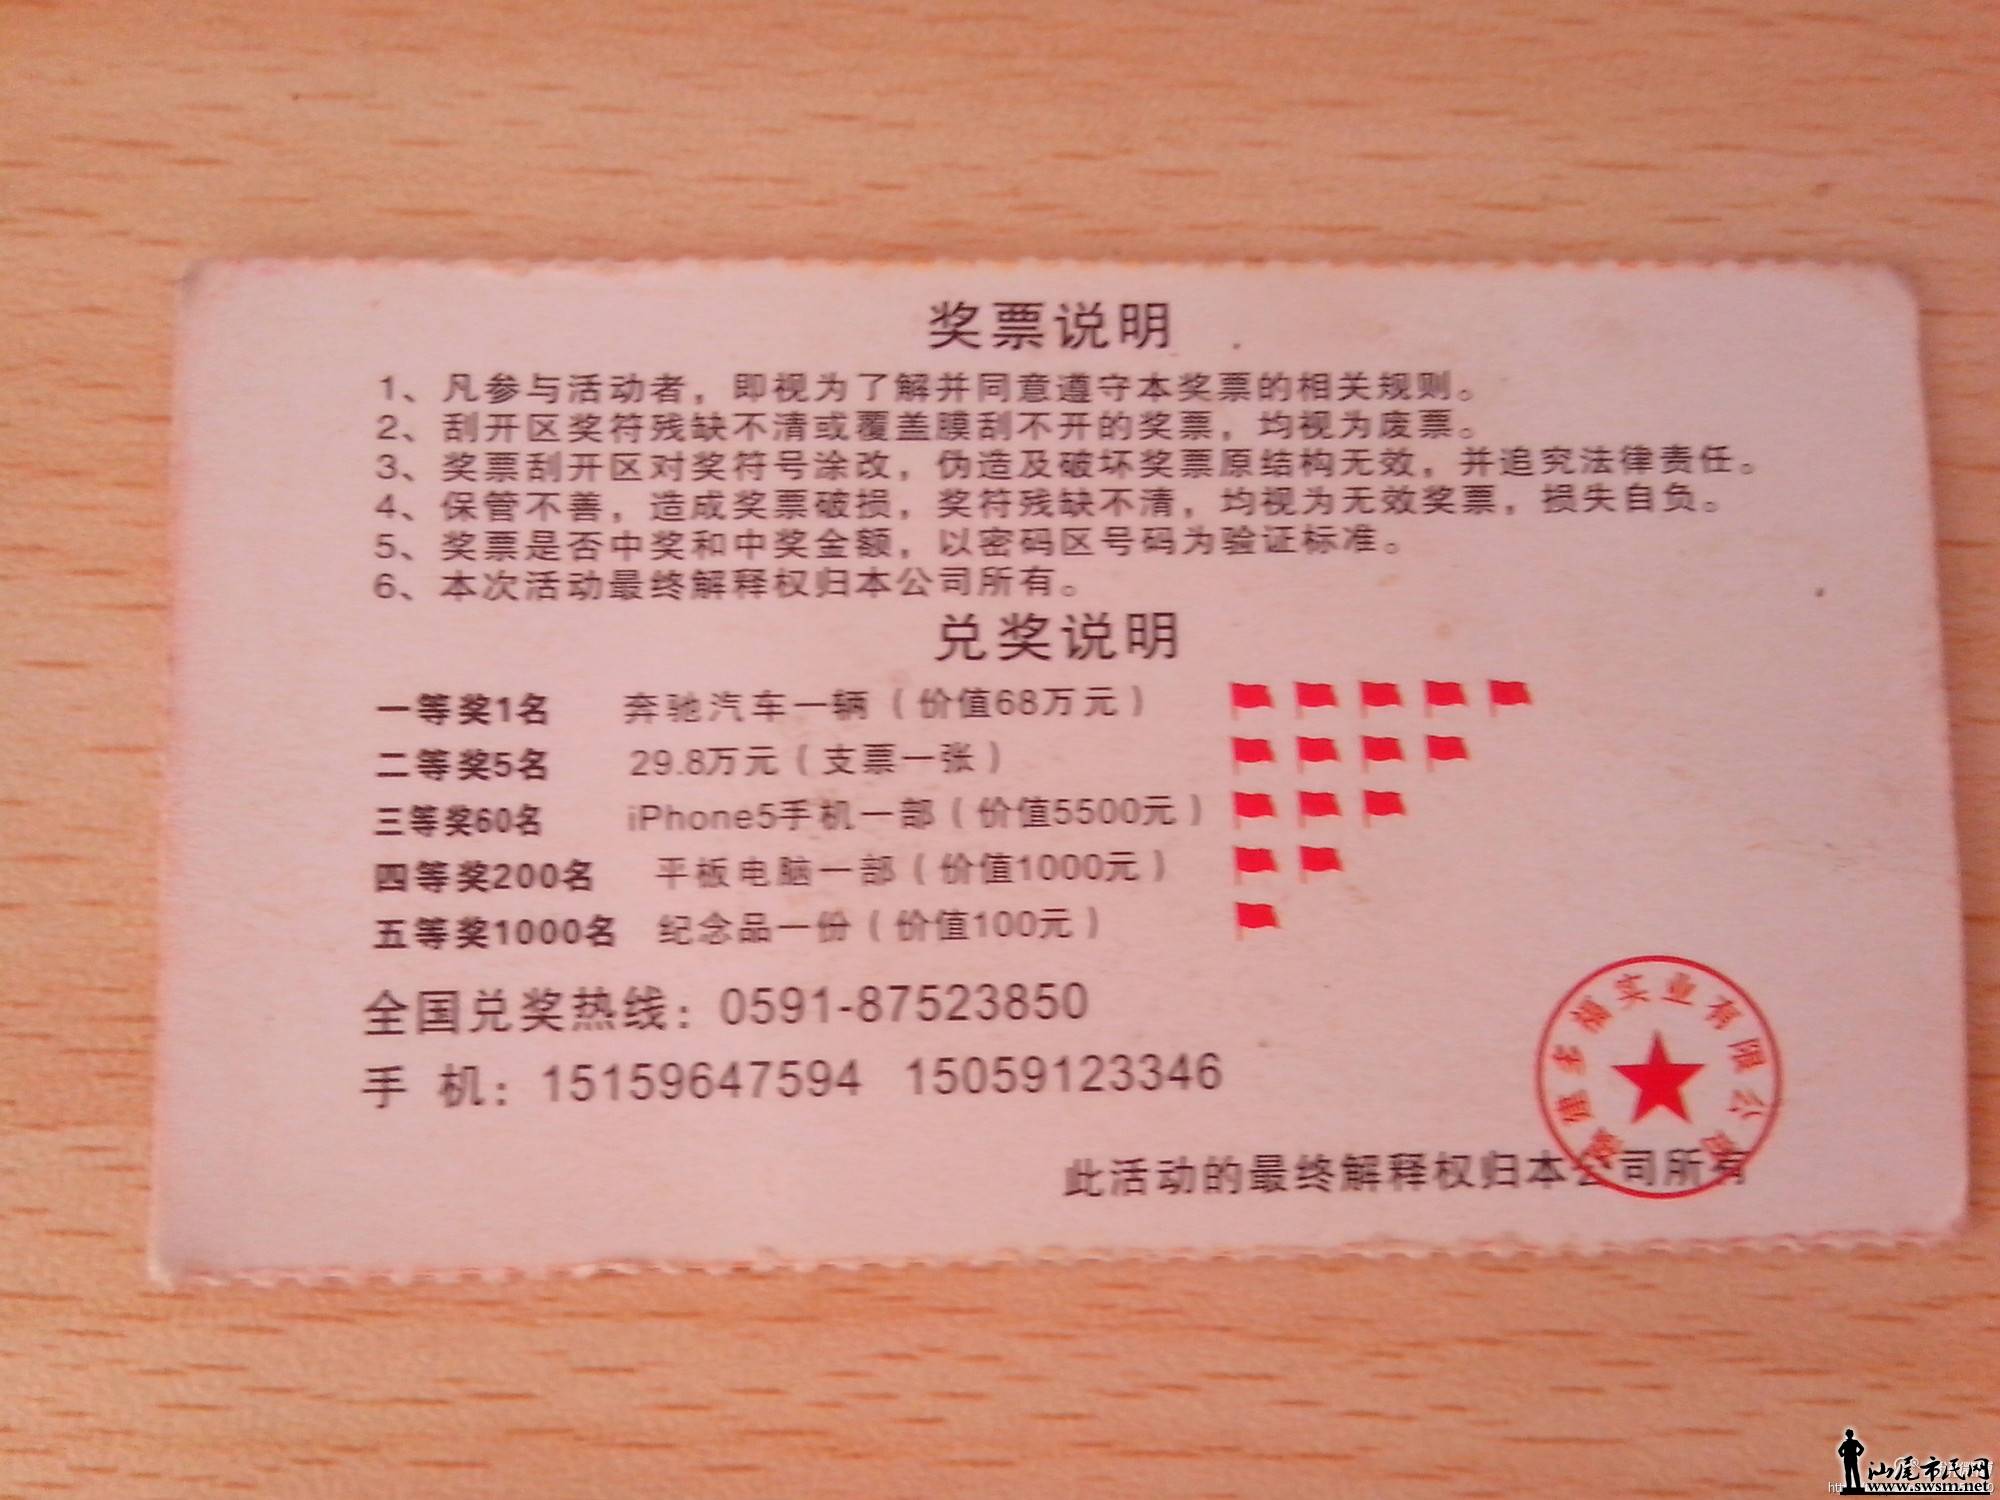 奖票说明
1、凡参与活动者，即视为了解并同意遵守本奖票的相关规则。
2、刮开区奖符残缺不清或覆盖膜刮不开的奖票，均视为废票。
3、奖票刮开区对奖符号涂改，伪造及破坏奖票原结构无效，并追究法律责任。
4、保管不善，造成奖票破损，奖符残缺不清，均视为无效奖票，损失自负。
5、奖票是否中奖和中奖金额，以密码区号码为验证标准。
6、本次活动最终解释权归本公司所有。
兑奖说明
一等奖1名 奔驰汽车一辆（价值68万元）
二等奖5名 29.8万元（支票一张）
三等奖60名 iPhone5手机一部（价值5500元）
四等奖200名 平板电脑一部（价值1000元）
五等奖1000名 纪念品一份（价值100元）
全国兑奖热线：0591-87523850
手 机：15159647594 15059123346
建多福实业有限公司
此活动的最终解释权归本公司所有
汕尾市民网
www.swsm.net